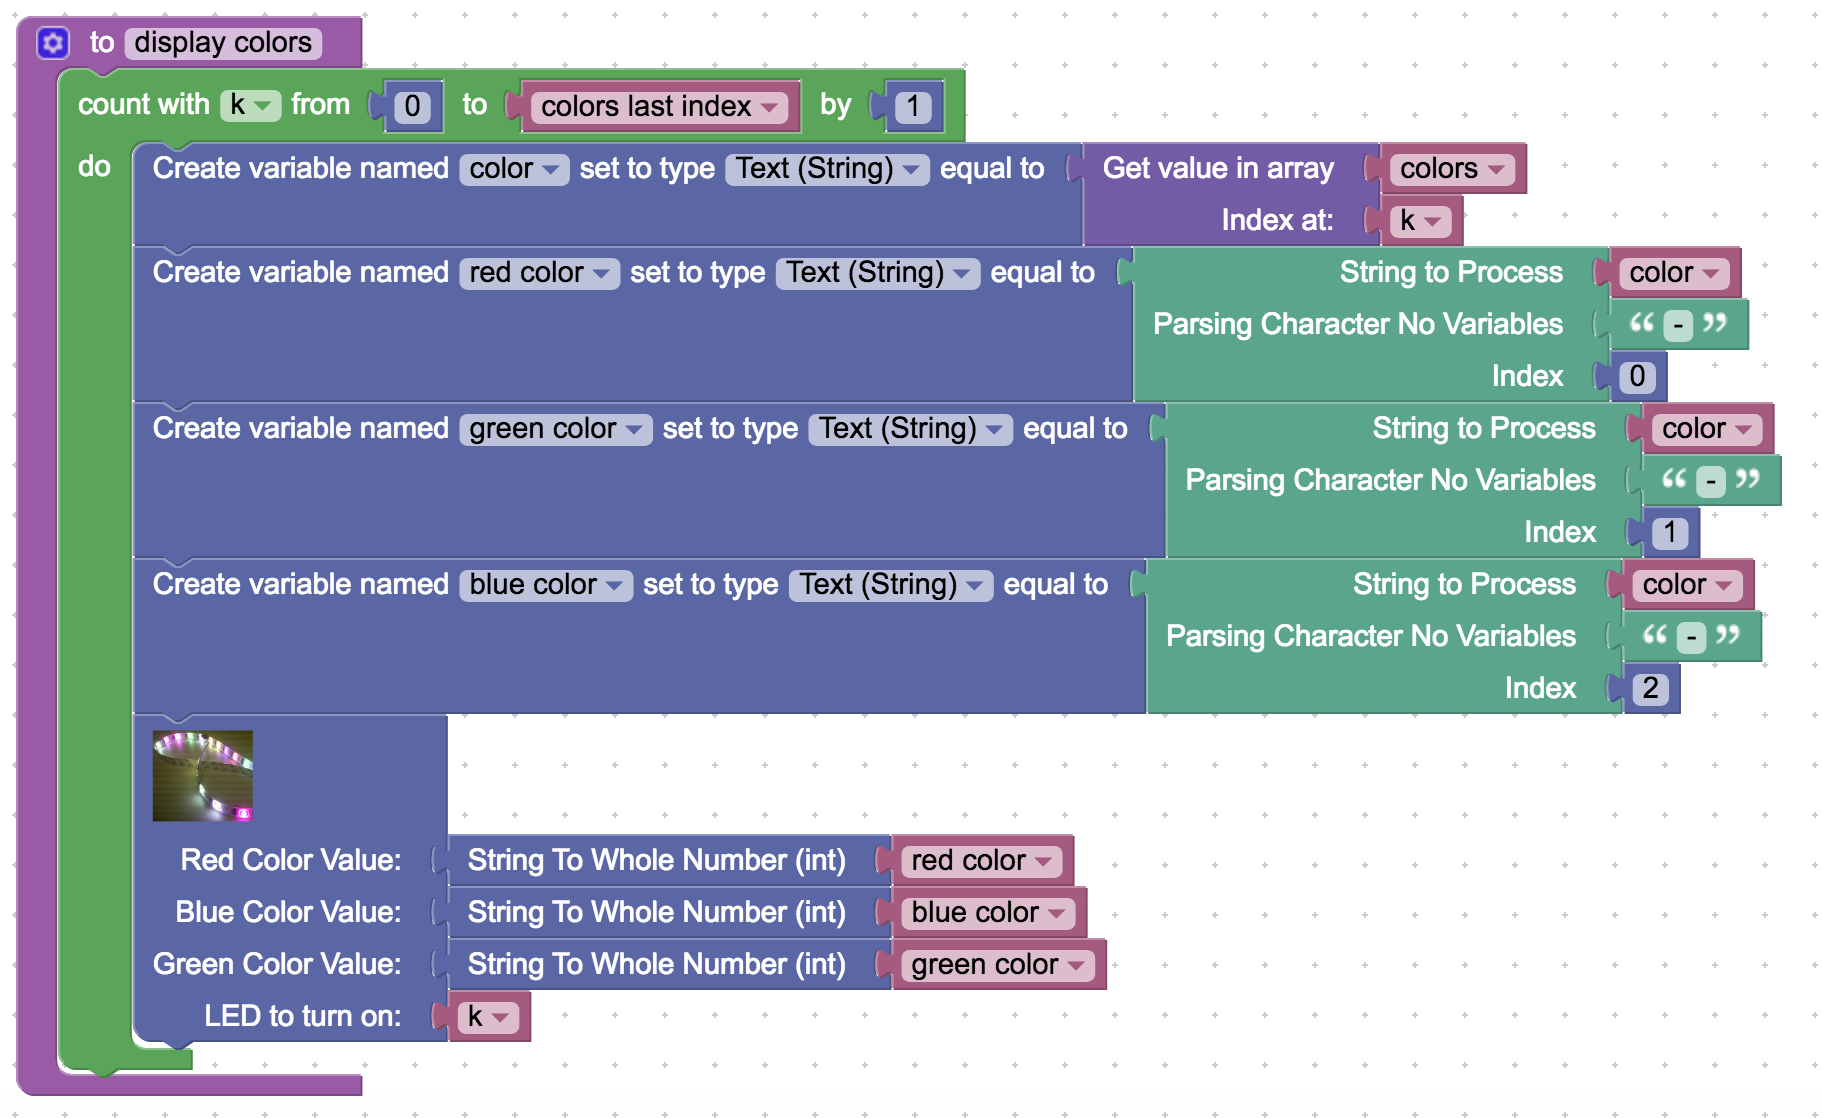 to display colors
count with k from 0 to colors last index by 1
do Create variable named color set to type Text (String) equal to Get value in array colors
Index at: k
Create variable named red color set to type Text (String) equal to String to Process color
Parsing Character No Variables “ - ”
Index 0
Create variable named green color set to type Text (String) equal to String to Process color
Parsing Character No Variables “ - ”
Index 1
Create variable named blue color set to type Text (String) equal to String to Process color
Parsing Character No Variables “ - ”
Index 2
Red Color Value: String To Whole Number (int) red color
Blue Color Value: String To Whole Number (int) blue color
Green Color Value: String To Whole Number (int) green color
LED to turn on: k